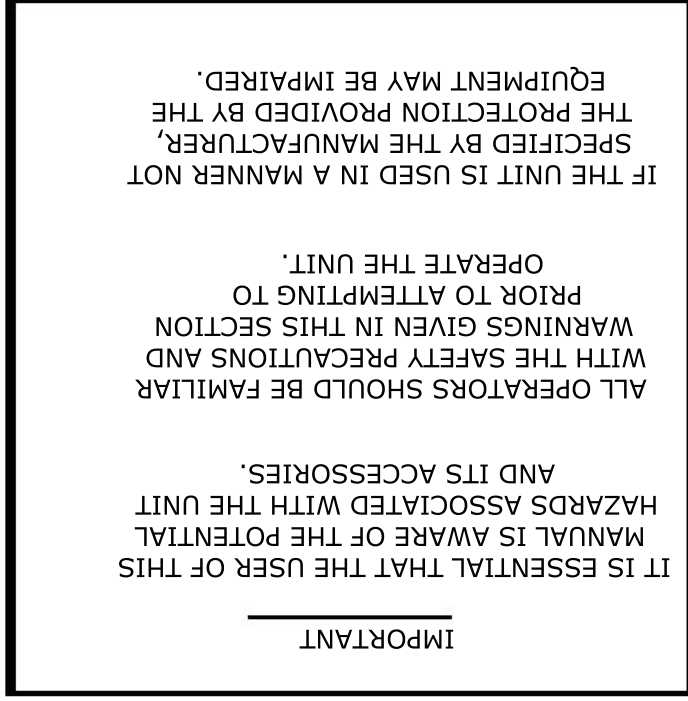 IMPORTANT
IT IS ESSENTIAL THAT THE USER OF THIS
MANUAL IS AWARE OF THE POTENTIAL
HAZARDS ASSOCIATED WITH THE UNIT
AND ITS ACCESSORIES.
ALL OPERATORS SHOULD BE FAMILIAR
WITH THE SAFETY PRECAUTIONS AND
WARNINGS GIVEN IN THIS SECTION
PRIOR TO ATTEMPTING TO
OPERATE THE UNIT.
IF THE UNIT IS USED IN A MANNER NOT
SPECIFIED BY THE MANUFACTURER,
THE PROTECTION PROVIDED BY THE
EQUIPMENT MAY BE IMPAIRED.